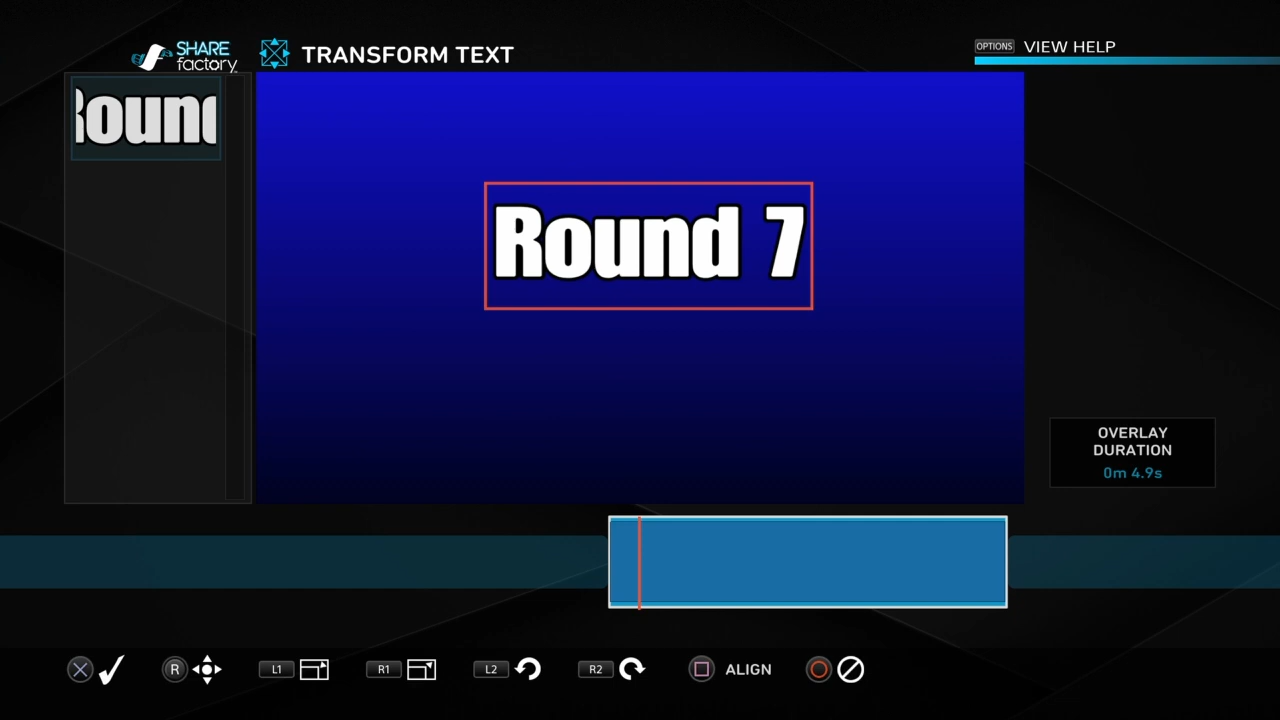 SHARE
factory
TRANSFORM TEXT
OPTIONS VIEW HELP
Round
Round 7
OVERLAY
DURATION
0m 4.9s
R
L1
R1
L2
R2
ALIGN